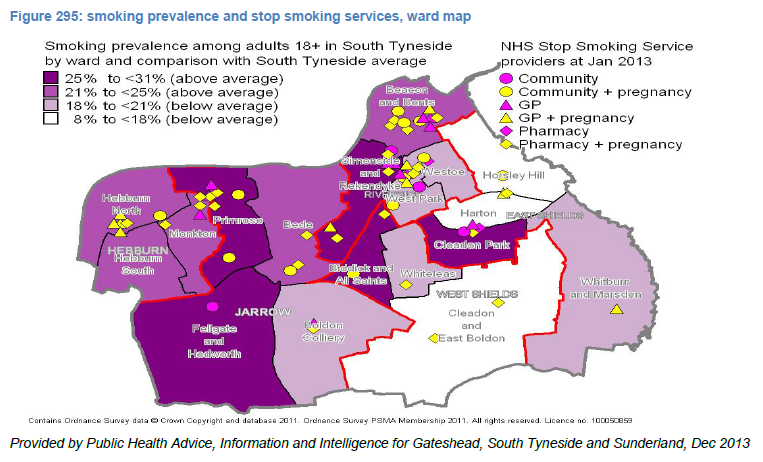 Figure 295: smoking prevalence and stop smoking services, ward map
Smoking prevalence among adults 18+ in South Tyneside
by ward and comparison with South Tyneside average
25% to <31% (above average)
21% to <25% (above average)
18% to <21% (below average)
8% to <18% (below average)
NHS Stop Smoking Service
providers at Jan 2013
Community
Community + pregnancy
GP
GP + pregnancy
Pharmacy
Pharmacy + pregnancy
Beacon
and Bents
Simonside
and
Rekendyke
Westoe
West Park
Horsley Hill
Harton
EAST SHIELDS
Cleadon Park
Hebburn
North
Monkton
HEBBURN
Hebburn
South
Primrose
Bede
Biddick and
All Saints
Whiteleas
WEST SHIELDS
Cleadon
and
East Boldon
Whitburn
and Marsden
JARROW
Fellgate
and
Hedworth
Boldon
Colliery
Contains Ordnance Survey data © Crown Copyright and database 2011. Ordnance Survey PSMA Membership 2011. All rights reserved. Licence no. 100050859
Provided by Public Health Advice, Information and Intelligence for Gateshead, South Tyneside and Sunderland, Dec 2013